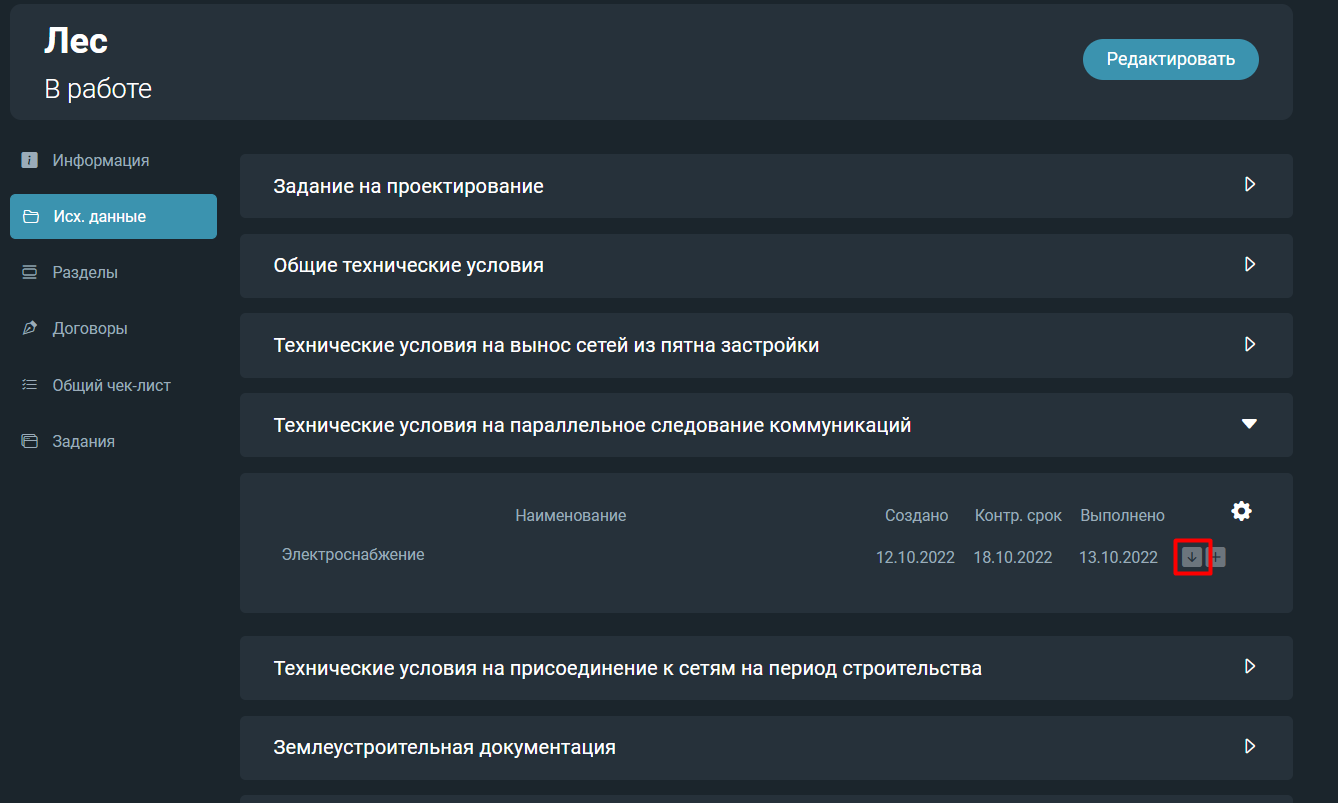 Лес
В работе
Редактировать
Информация
Исх. данные
Разделы
Договоры
Общий чек-лист
Задания
Задание на проектирование
Общие технические условия
Технические условия на вынос сетей из пятна застройки
Технические условия на параллельное следование коммуникаций
Наименование Создано Контр. срок Выполнено
Электроснабжение 12.10.2022 18.10.2022 13.10.2022
Технические условия на присоединение к сетям на период строительства
Землеустроительная документация